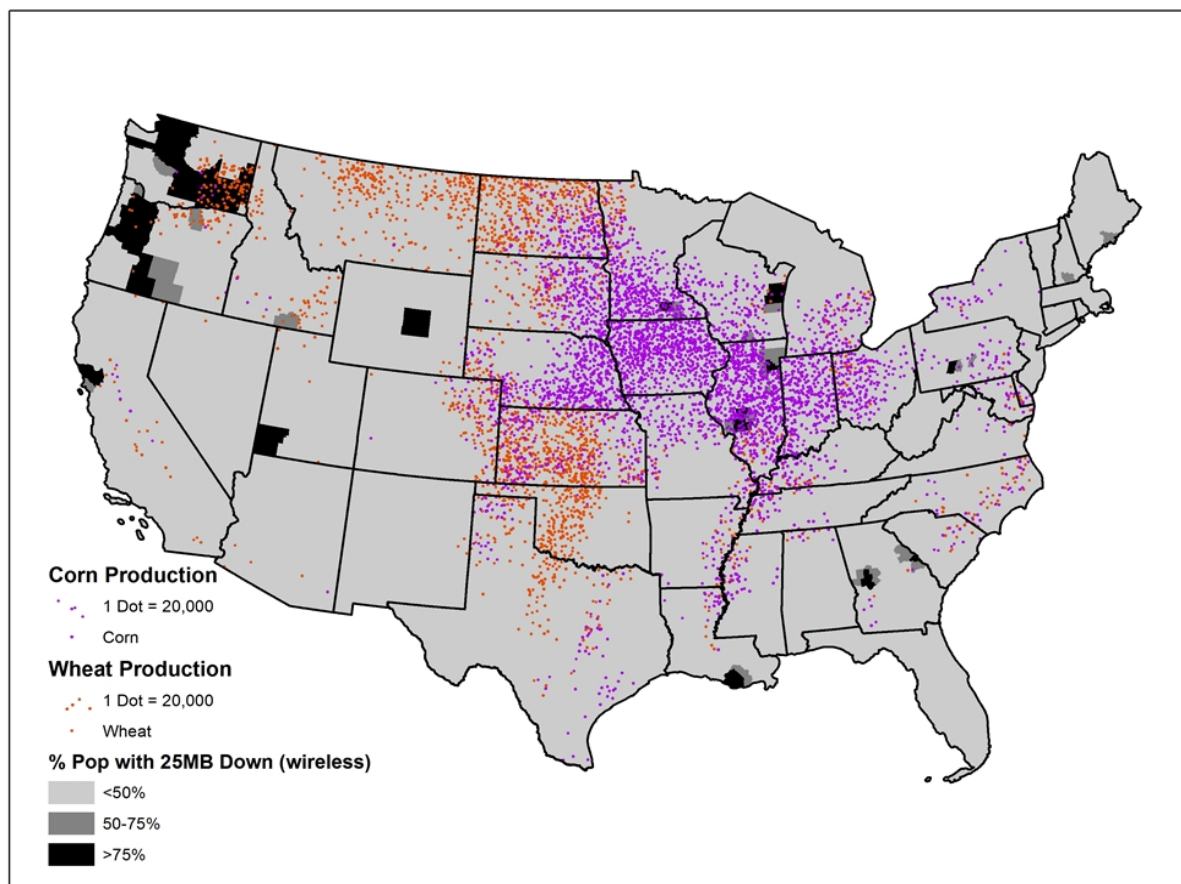 Corn Production
1 Dot = 20,000
Corn
Wheat Production
1 Dot = 20,000
Wheat
% Pop with 25MB Down (wireless)
<50%
50-75%
>75%